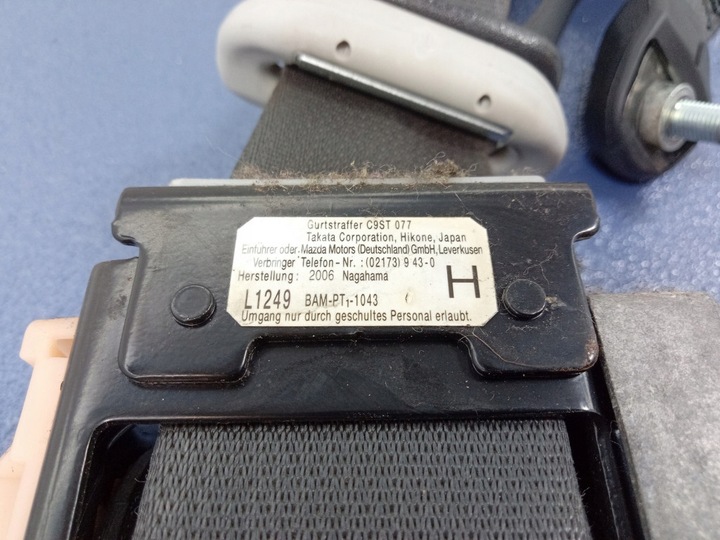 Gurtstraffer C9ST 077
Takata Corporation, Hikone, Japan
Einfuhrer oder Mazda Motors (Deutschland) GmbH, Leverkusen
Verbringer Telefon-Nr. :(02173) 9 43-0
Herstellung: 2006 Nagahama
H
L1249 BAM-PT1-1043
Umgang nur durch geschultes Personal erlaubt.